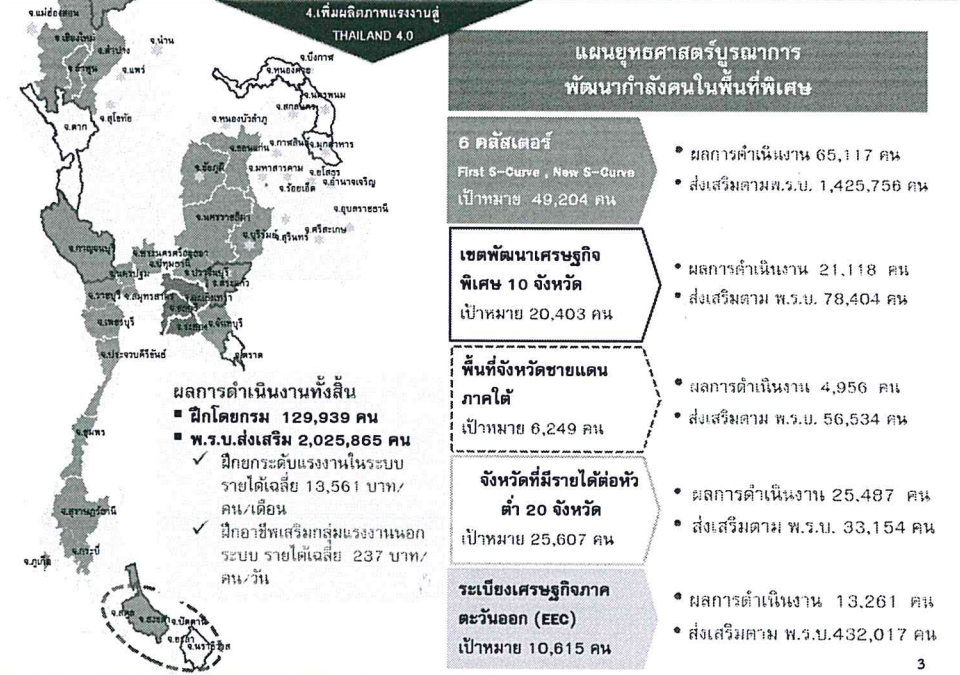 4.เพิ่มผลิตภาพแรงงานสู่
THAILAND 4.0
แผนยุทธศาสตร์บูรณาการ
พัฒนากำลังคนในพื้นที่พิเศษ
6 คลัสเตอร์
First S-Curve , New S-Curve
เป้าหมาย 49,204 คน
• ผลการดำเนินงาน 65,117 คน
• ส่งเสริมตามพ.ร.บ. 1,425,756 คน
เขตพัฒนาเศรษฐกิจ
พิเศษ 10 จังหวัด
เป้าหมาย 20,403 คน
• ผลการดำเนินงาน 21,118 คน
• ส่งเสริมตาม พ.ร.บ. 78,404 คน
พื้นที่จังหวัดชายแดน
ภาคใต้
เป้าหมาย 6,249 คน
• ผลการดำเนินงาน 4,956 คน
• ส่งเสริมตาม พ.ร.บ. 56,534 คน
จังหวัดที่มีรายได้ต่อหัว
ต่ำ 20 จังหวัด
เป้าหมาย 25,607 คน
• ผลการดำเนินงาน 25,487 คน
• ส่งเสริมตาม พ.ร.บ. 33,154 คน
ระเบียงเศรษฐกิจภาค
ตะวันออก (EEC)
เป้าหมาย 10,615 คน
• ผลการดำเนินงาน 13,261 คน
• ส่งเสริมตาม พ.ร.บ.432,017 คน
ผลการดำเนินงานทั้งสิ้น
▪ ฝึกโดยกรม 129,939 คน
▪ พ.ร.บ.ส่งเสริม 2,025,865 คน
✓ ฝึกยกระดับแรงงานในระบบ
รายได้เฉลี่ย 13,561 บาท/
คน/เดือน
✓ ฝึกอาชีพเสริมกลุ่มแรงงานนอก
ระบบ รายได้เฉลี่ย 237 บาท/
คน/วัน
จ.แม่ฮ่องสอน
จ.เชียงใหม่
จ.ลำปาง
จ.น่าน
จ.ลำพูน
จ.แพร่
จ.ตาก
จ.สุโขทัย
จ.บึงกาฬ
จ.หนองคาย
จ.นครพนม
จ.สกลนคร
จ.หนองบัวลำภู
จ.ขอนแก่น
จ.กาฬสินธุ์
จ.มุกดาหาร
จ.ชัยภูมิ
จ.มหาสารคาม
จ.ยโสธร
จ.ร้อยเอ็ด
จ.อำนาจเจริญ
จ.อุบลราชธานี
จ.นครราชสีมา
จ.บุรีรัมย์
จ.สุรินทร์
จ.ศรีสะเกษ
จ.กาญจนบุรี
จ.พระนครศรีอยุธยา
จ.ปทุมธานี
จ.นครปฐม
จ.ปราจีนบุรี
จ.สระแก้ว
จ.ราชบุรี
จ.สมุทรสาคร
จ.ฉะเชิงเทรา
จ.ชลบุรี
จ.เพชรบุรี
จ.ระยอง
จ.จันทบุรี
จ.ประจวบคีรีขันธ์
จ.ตราด
จ.ชุมพร
จ.สุราษฎร์ธานี
จ.กระบี่
จ.ภูเก็ต
จ.สตูล
จ.สงขลา
จ.ปัตตานี
จ.ยะลา
จ.นราธิวาส
3